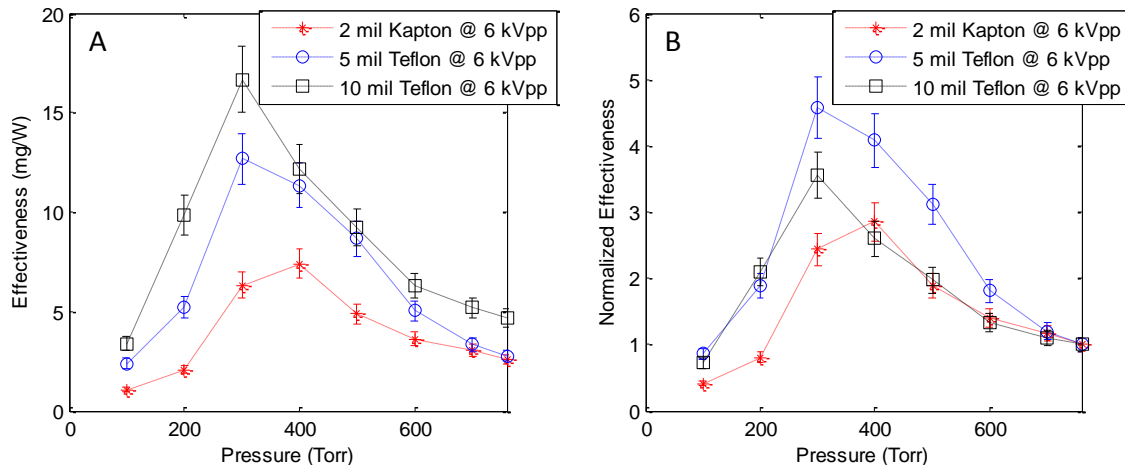 A
2 mil Kapton @ 6 kVpp
5 mil Teflon @ 6 kVpp
10 mil Teflon @ 6 kVpp
20
15
10
5
0
Effectiveness (mg/W)
0 200 400 600
Pressure (Torr)
B
2 mil Kapton @ 6 kVpp
5 mil Teflon @ 6 kVpp
10 mil Teflon @ 6 kVpp
6
5
4
3
2
1
0
Normalized Effectiveness
0 200 400 600
Pressure (Torr)